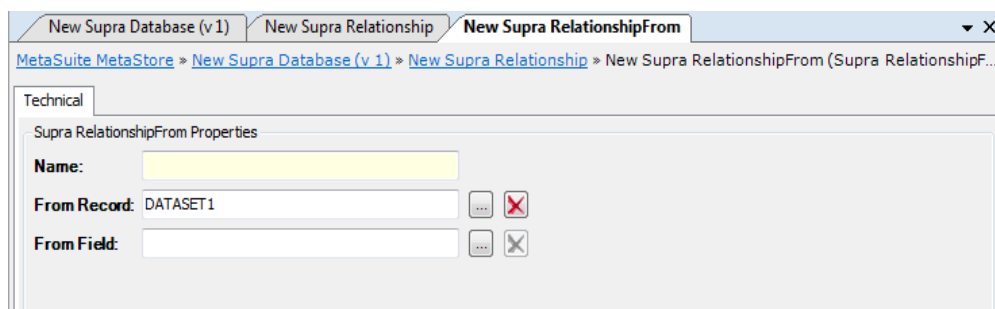 New Supra Database (v 1) New Supra Relationship New Supra RelationshipFrom
MetaSuite MetaStore » New Supra Database (v 1) » New Supra Relationship » New Supra RelationshipFrom (Supra RelationshipF...
Technical
Supra RelationshipFrom Properties
Name:
From Record: DATASET1 ...
From Field: ...